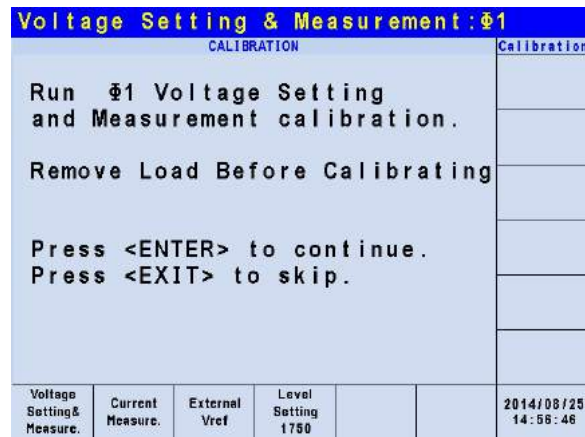 Voltage Setting & Measurement:Φ1
CALIBRATION
Calibration
Run Φ1 Voltage Setting
and Measurement calibration.
Remove Load Before Calibrating
Press <ENTER> to continue.
Press <EXIT> to skip.
Voltage
Setting&
Measure.
Current
Measure.
External
Vref
Level
Setting
1750
2014/08/25
14:56:46